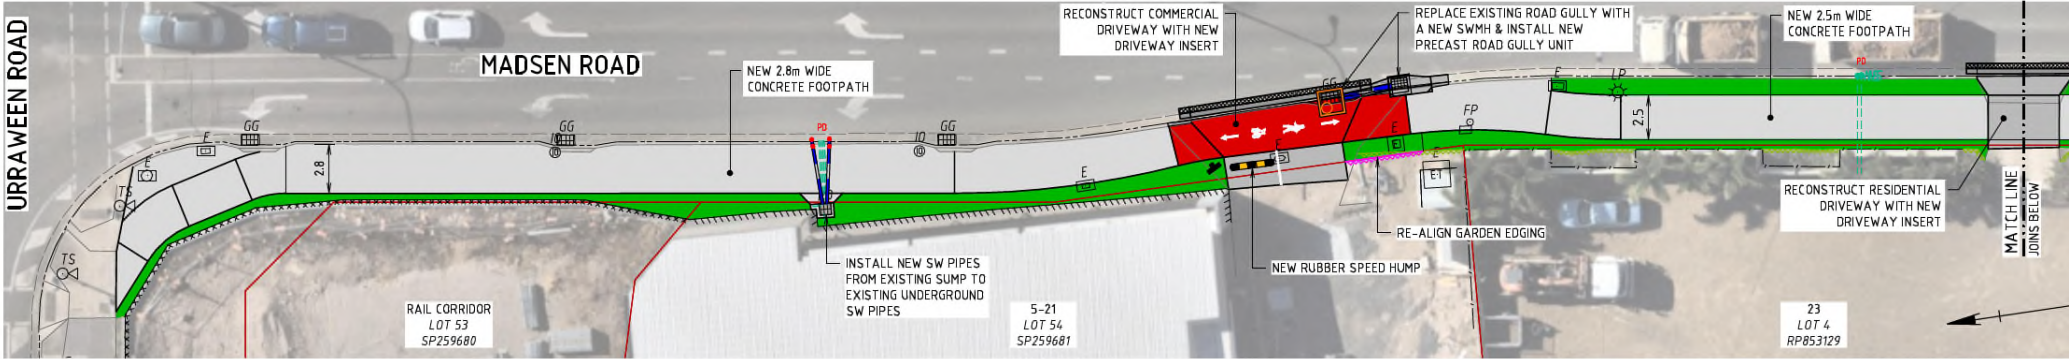 URRAWEEN ROAD
MADSEN ROAD
NEW 2.8m WIDE
CONCRETE FOOTPATH
RECONSTRUCT COMMERCIAL
DRIVEWAY WITH NEW
DRIVEWAY INSERT
REPLACE EXISTING ROAD GULLY WITH
A NEW SWMH & INSTALL NEW
PRECAST ROAD GULLY UNIT
NEW 2.5m WIDE
CONCRETE FOOTPATH
E
GG
GG
PD
IO
GG
GG
E
LP
PD
FP
2.5
E
TS
TS
2.8
E
E
E
E
RECONSTRUCT RESIDENTIAL
DRIVEWAY WITH NEW
DRIVEWAY INSERT
MATCH LINE
JOINS BELOW
RE-ALIGN GARDEN EDGING
NEW RUBBER SPEED HUMP
INSTALL NEW SW PIPES
FROM EXISTING SUMP TO
EXISTING UNDERGROUND
SW PIPES
RAIL CORRIDOR
LOT 53
SP259680
5-21
LOT 54
SP259681
23
LOT 4
RP853129